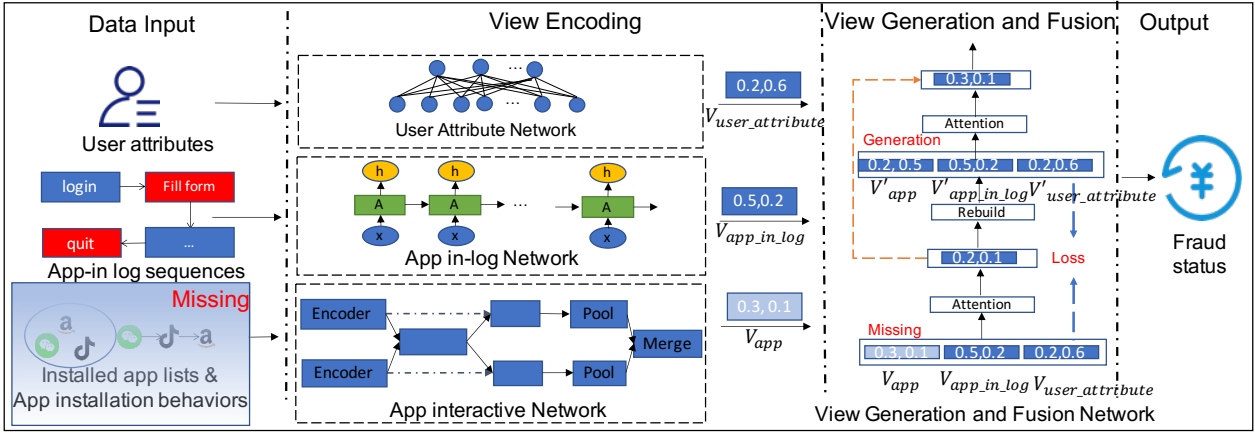 Data Input
View Encoding
View Generation and Fusion
Output
User attributes
login
Fill form
quit
...
App-in log sequences
Missing
a
a
Installed app lists &
App installation behaviors
...
...
User Attribute Network
h h h
A A ... A
x x x
App in-log Network
Encoder
Pool
Merge
Encoder
Pool
App interactive Network
0.2,0.6
V_user_attribute
0.5,0.2
V_app_in_log
0.3, 0.1
V_app
0.3,0.1
Attention
Generation
0.2, 0.5 0.5,0.2 0.2,0.6
V'_app V'_app_in_log V'_user_attribute
Rebuild
0.2,0.1
Loss
Attention
Missing
0.3, 0.1 0.5,0.2 0.2,0.6
V_app V_app_in_log V_user_attribute
View Generation and Fusion Network
¥
Fraud
status